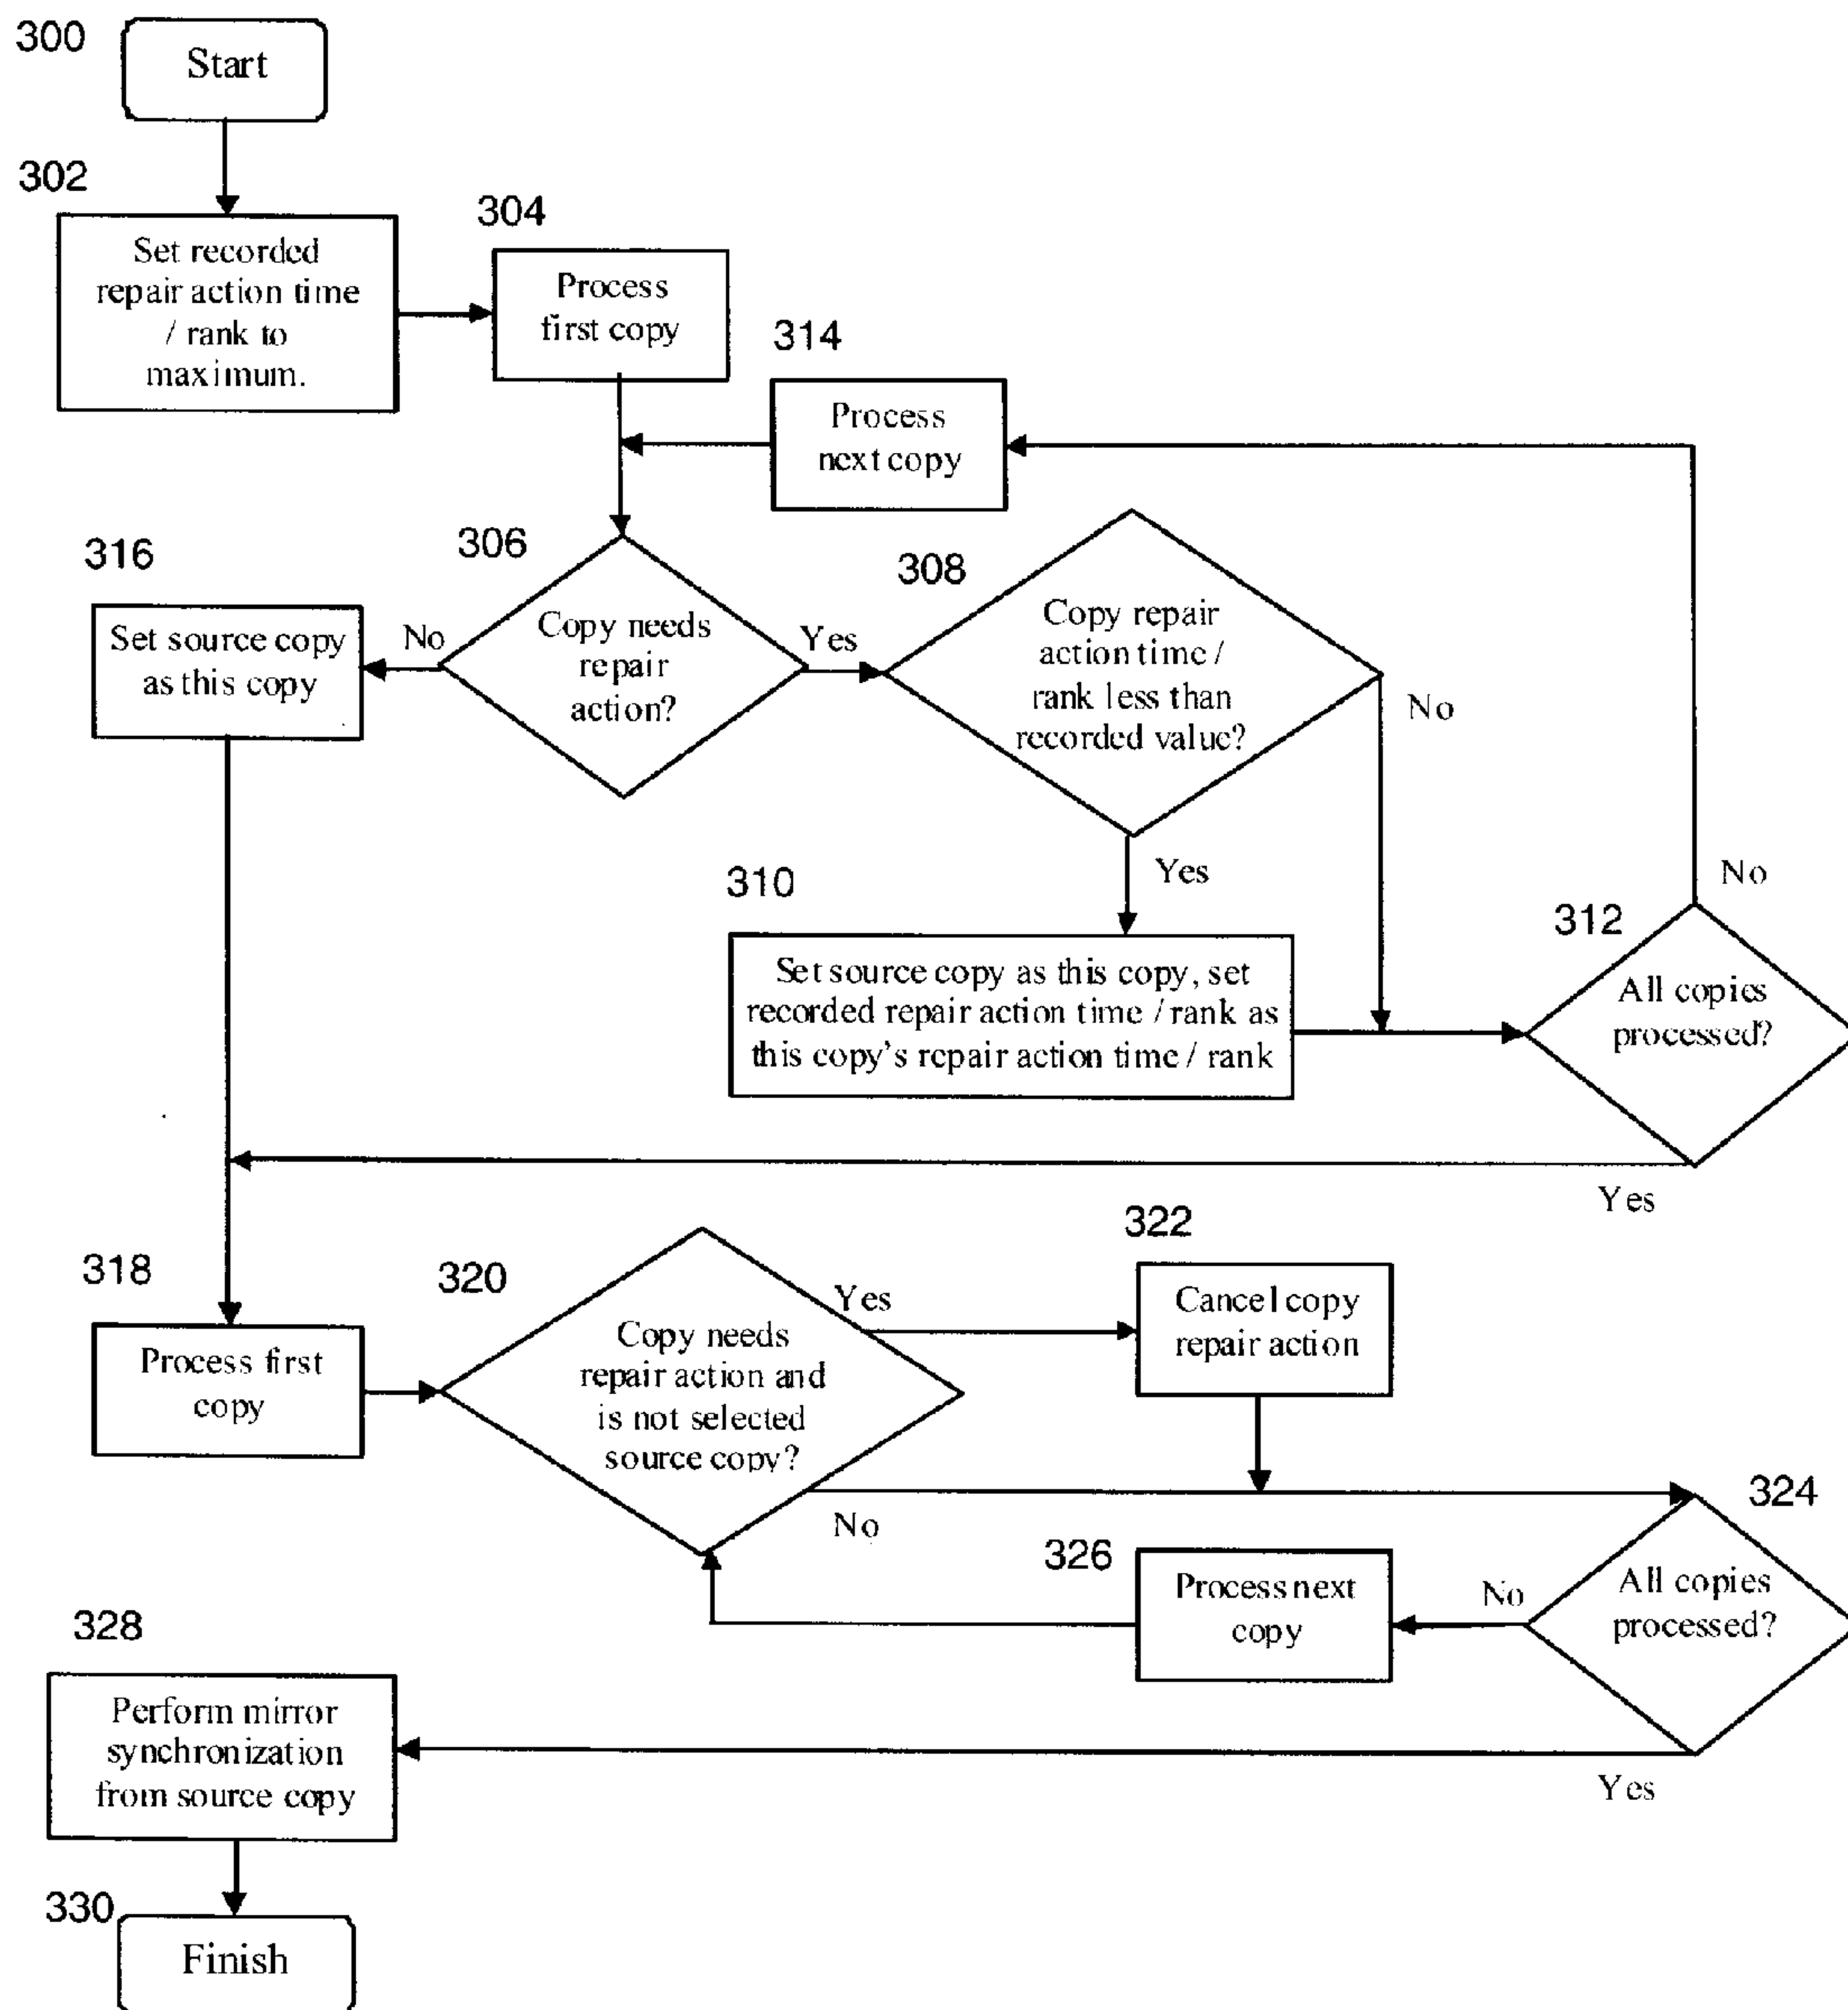 300
Start
302
Set recorded
repair action time
/ rank to
maximum.
304
Process
first copy
314
Process
next copy
306
Copy needs
repair
action?
No
Yes
316
Set source copy
as this copy
308
Copy repair
action time /
rank less than
recorded value?
No
Yes
310
Set source copy as this copy, set
recorded repair action time / rank as
this copy's repair action time / rank
312
All copies
processed?
No
Yes
318
Process first
copy
320
Copy needs
repair action and
is not selected
source copy?
Yes
No
322
Cancel copy
repair action
324
All copies
processed?
No
Yes
326
Process next
copy
328
Perform mirror
synchronization
from source copy
330
Finish